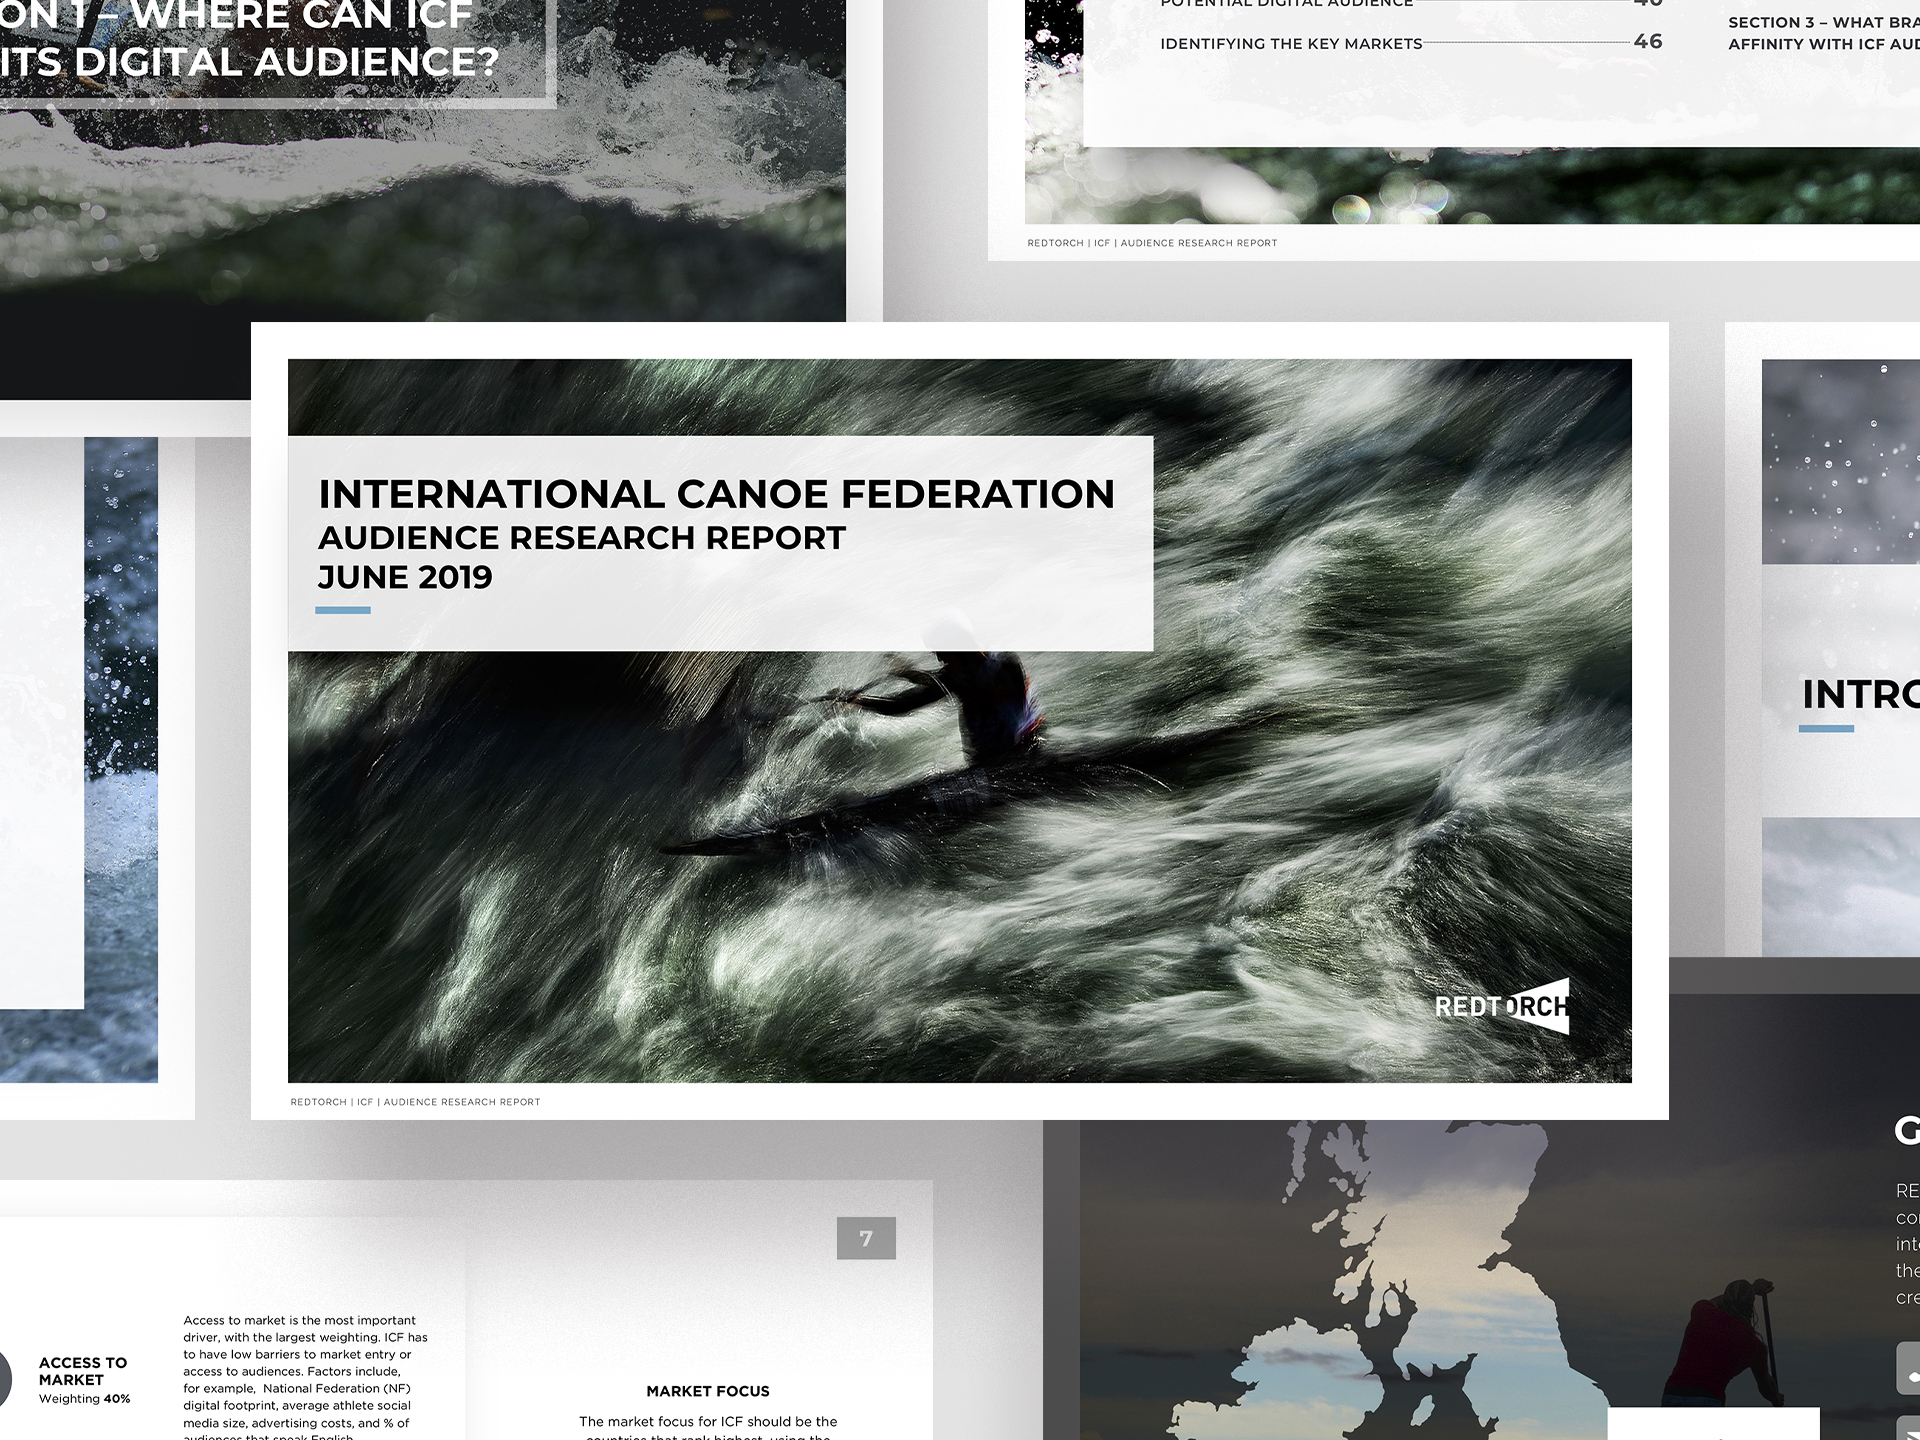 ON 1 – WHERE CAN ICF
ITS DIGITAL AUDIENCE?
POTENTIAL DIGITAL AUDIENCE 40
IDENTIFYING THE KEY MARKETS 46
SECTION 3 – WHAT BRA
AFFINITY WITH ICF AUD
REDTORCH | ICF | AUDIENCE RESEARCH REPORT
INTERNATIONAL CANOE FEDERATION
AUDIENCE RESEARCH REPORT
JUNE 2019
REDTORCH
REDTORCH | ICF | AUDIENCE RESEARCH REPORT
INTRO
7
ACCESS TO
MARKET
Weighting 40%
Access to market is the most important
driver, with the largest weighting. ICF has
to have low barriers to market entry or
access to audiences. Factors include,
for example, National Federation (NF)
digital footprint, average athlete social
media size, advertising costs, and % of
audiences that speak English
MARKET FOCUS
The market focus for ICF should be the
countries that rank highest, using the
G
RE
co
int
the
cre